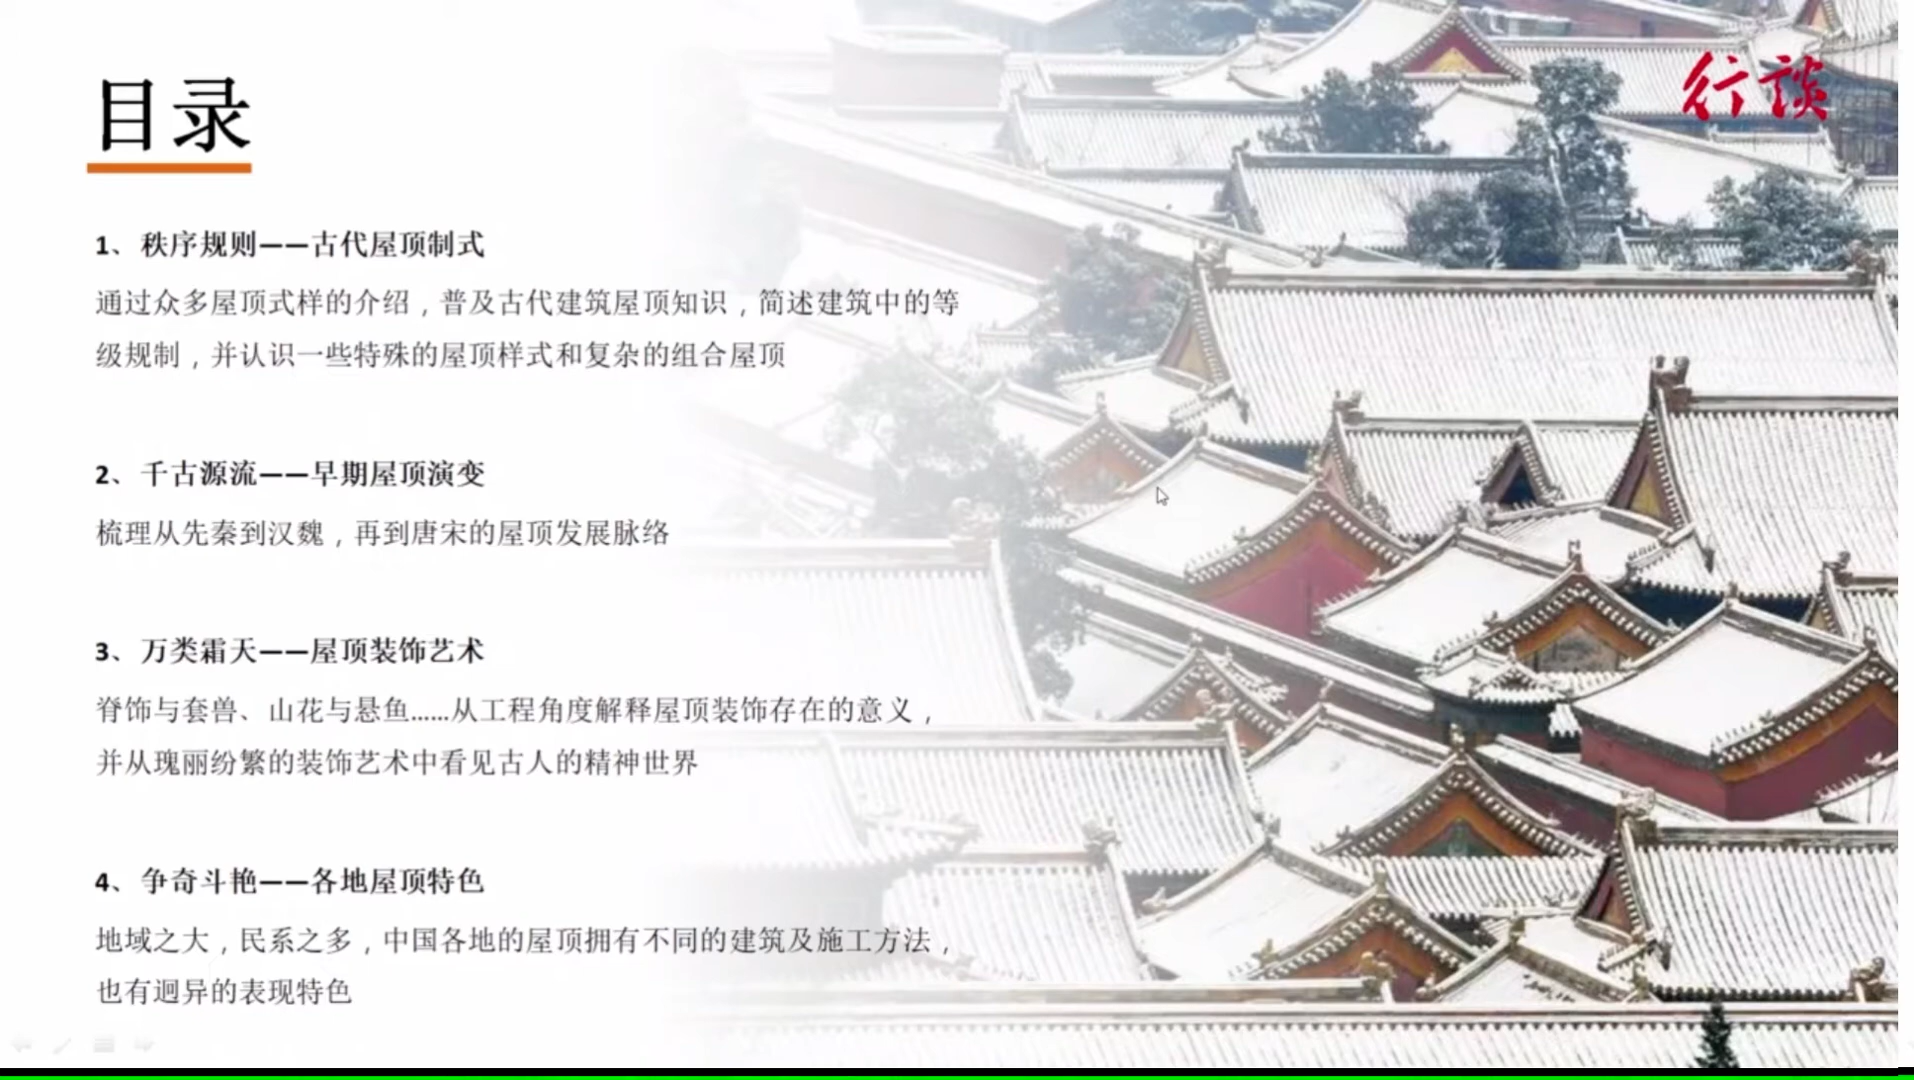 目录
行谈
1、秩序规则——古代屋顶制式
通过众多屋顶式样的介绍，普及古代建筑屋顶知识，简述建筑中的等
级规制，并认识一些特殊的屋顶样式和复杂的组合屋顶
2、千古源流——早期屋顶演变
梳理从先秦到汉魏，再到唐宋的屋顶发展脉络
3、万类霜天——屋顶装饰艺术
脊饰与套兽、山花与悬鱼……从工程角度解释屋顶装饰存在的意义，
并从瑰丽纷繁的装饰艺术中看见古人的精神世界
4、争奇斗艳——各地屋顶特色
地域之大，民系之多，中国各地的屋顶拥有不同的建筑及施工方法，
也有迥异的表现特色